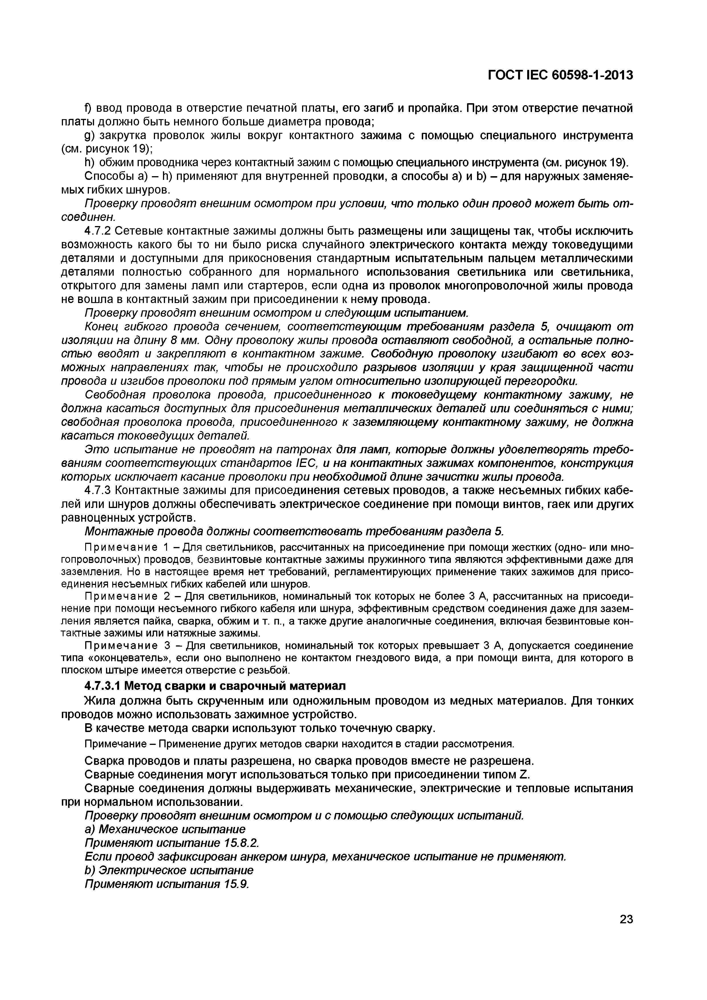 ГОСТ IEC 60598-1-2013
f) ввод провода в отверстие печатной платы, его загиб и пропайка. При этом отверстие печатной
платы должно быть немного больше диаметра провода;
g) закрутка проволок жилы вокруг контактного зажима с помощью специального инструмента
(см. рисунок 19);
h) обжим проводника через контактный зажим с помощью специального инструмента (см. рисунок 19).
Способы a) – h) применяют для внутренней проводки, а способы a) и b) – для наружных заменяе-
мых гибких шнуров.
Проверку проводят внешним осмотром при условии, что только один провод может быть от-
соединен.
4.7.2 Сетевые контактные зажимы должны быть размещены или защищены так, чтобы исключить
возможность какого бы то ни было риска случайного электрического контакта между токоведущими
деталями и доступными для прикосновения стандартным испытательным пальцем металлическими
деталями полностью собранного для нормального использования светильника или светильника,
открытого для замены ламп или стартеров, если одна из проволок многопроволочной жилы провода
не вошла в контактный зажим при присоединении к нему провода.
Проверку проводят внешним осмотром и следующим испытанием.
Конец гибкого провода сечением, соответствующим требованиям раздела 5, очищают от
изоляции на длину 8 мм. Одну проволоку жилы провода оставляют свободной, а остальные полно-
стью вводят и закрепляют в контактном зажиме. Свободную проволоку изгибают во всех воз-
можных направлениях так, чтобы не происходило разрывов изоляции у края защищенной части
провода и изгибов проволоки под прямым углом относительно изолирующей перегородки.
Свободная проволока провода, присоединенного к токоведущему контактному зажиму, не
должна касаться доступных для присоединения металлических деталей или соединяться с ними;
свободная проволока провода, присоединенного к заземляющему контактному зажиму, не должна
касаться токоведущих деталей.
Это испытание не проводят на патронах для ламп, которые должны удовлетворять требо-
ваниям соответствующих стандартов IEC, и на контактных зажимах компонентов, конструкция
которых исключает касание проволоки при необходимой длине зачистки жилы провода.
4.7.3 Контактные зажимы для присоединения сетевых проводов, а также несъемных гибких кабе-
лей или шнуров должны обеспечивать электрическое соединение при помощи винтов, гаек или других
равноценных устройств.
Монтажные провода должны соответствовать требованиям раздела 5.
Примечание 1 – Для светильников, рассчитанных на присоединение при помощи жестких (одно- или мно-
гопроволочных) проводов, безвинтовые контактные зажимы пружинного типа являются эффективными даже для
заземления. Но в настоящее время нет требований, регламентирующих применение таких зажимов для присо-
единения несъемных гибких кабелей или шнуров.
Примечание 2 – Для светильников, номинальный ток которых не более 3 А, рассчитанных на присоеди-
нение при помощи несъемного гибкого кабеля или шнура, эффективным средством соединения даже для зазем-
ления является пайка, сварка, обжим и т. п., а также другие аналогичные соединения, включая безвинтовые кон-
тактные зажимы или натяжные зажимы.
Примечание 3 – Для светильников, номинальный ток которых превышает 3 А, допускается соединение
типа «оконцеватель», если оно выполнено не контактом гнездового вида, а при помощи винта, для которого в
плоском штыре имеется отверстие с резьбой.
4.7.3.1 Метод сварки и сварочный материал
Жила должна быть скрученным или одножильным проводом из медных материалов. Для тонких
проводов можно использовать зажимное устройство.
В качестве метода сварки используют только точечную сварку.
Примечание – Применение других методов сварки находится в стадии рассмотрения.
Сварка проводов и платы разрешена, но сварка проводов вместе не разрешена.
Сварные соединения могут использоваться только при присоединении типом Z.
Сварные соединения должны выдерживать механические, электрические и тепловые испытания
при нормальном использовании.
Проверку проводят внешним осмотром и с помощью следующих испытаний.
a) Механическое испытание
Применяют испытание 15.8.2.
Если провод зафиксирован анкером шнура, механическое испытание не применяют.
b) Электрическое испытание
Применяют испытания 15.9.
23